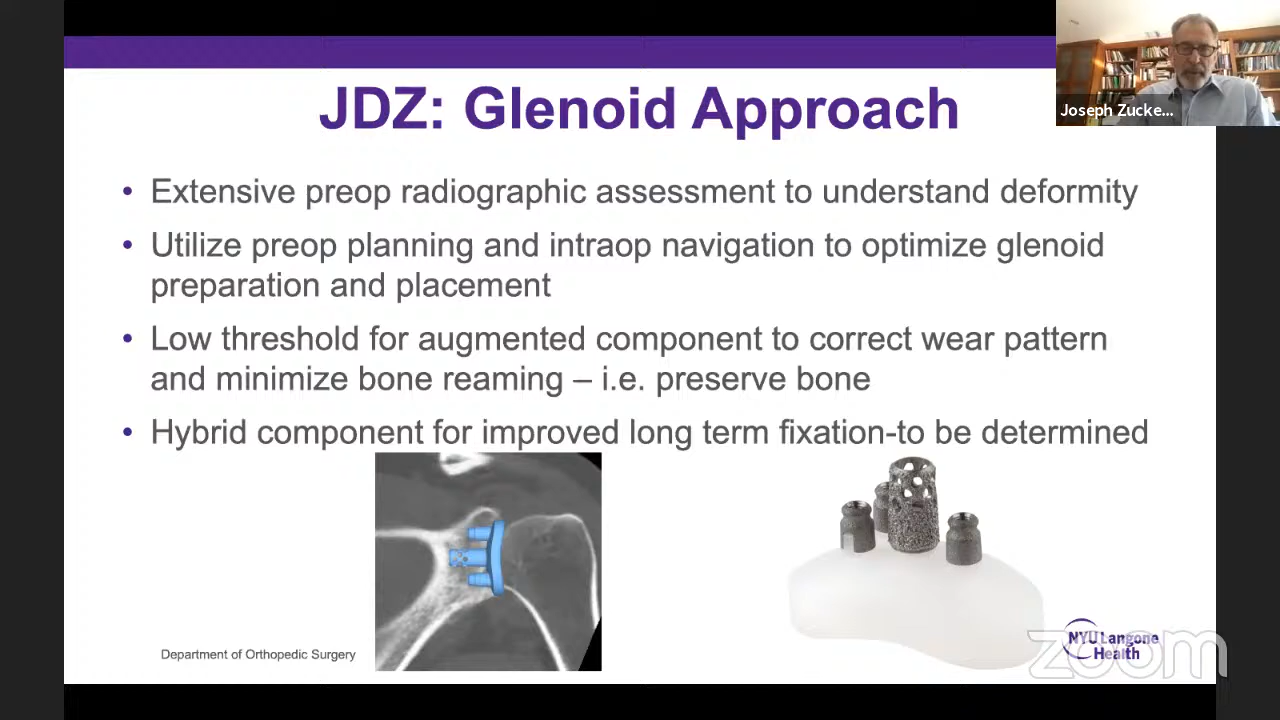 JDZ: Glenoid Approach
Joseph Zucke...
• Extensive preop radiographic assessment to understand deformity
• Utilize preop planning and intraop navigation to optimize glenoid
preparation and placement
• Low threshold for augmented component to correct wear pattern
and minimize bone reaming – i.e. preserve bone
• Hybrid component for improved long term fixation-to be determined
Department of Orthopedic Surgery
NYU Langone
Health
zoom